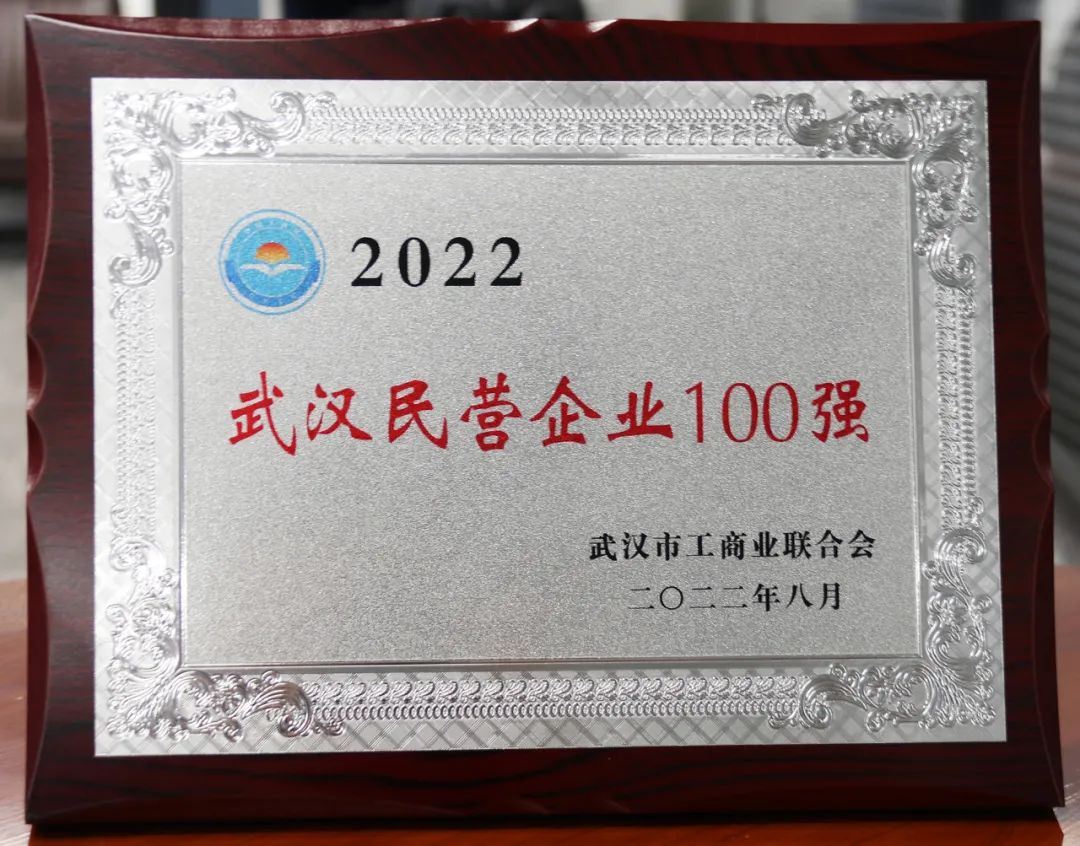 2022
武汉民营企业100强
武汉市工商业联合会
二〇二二年八月